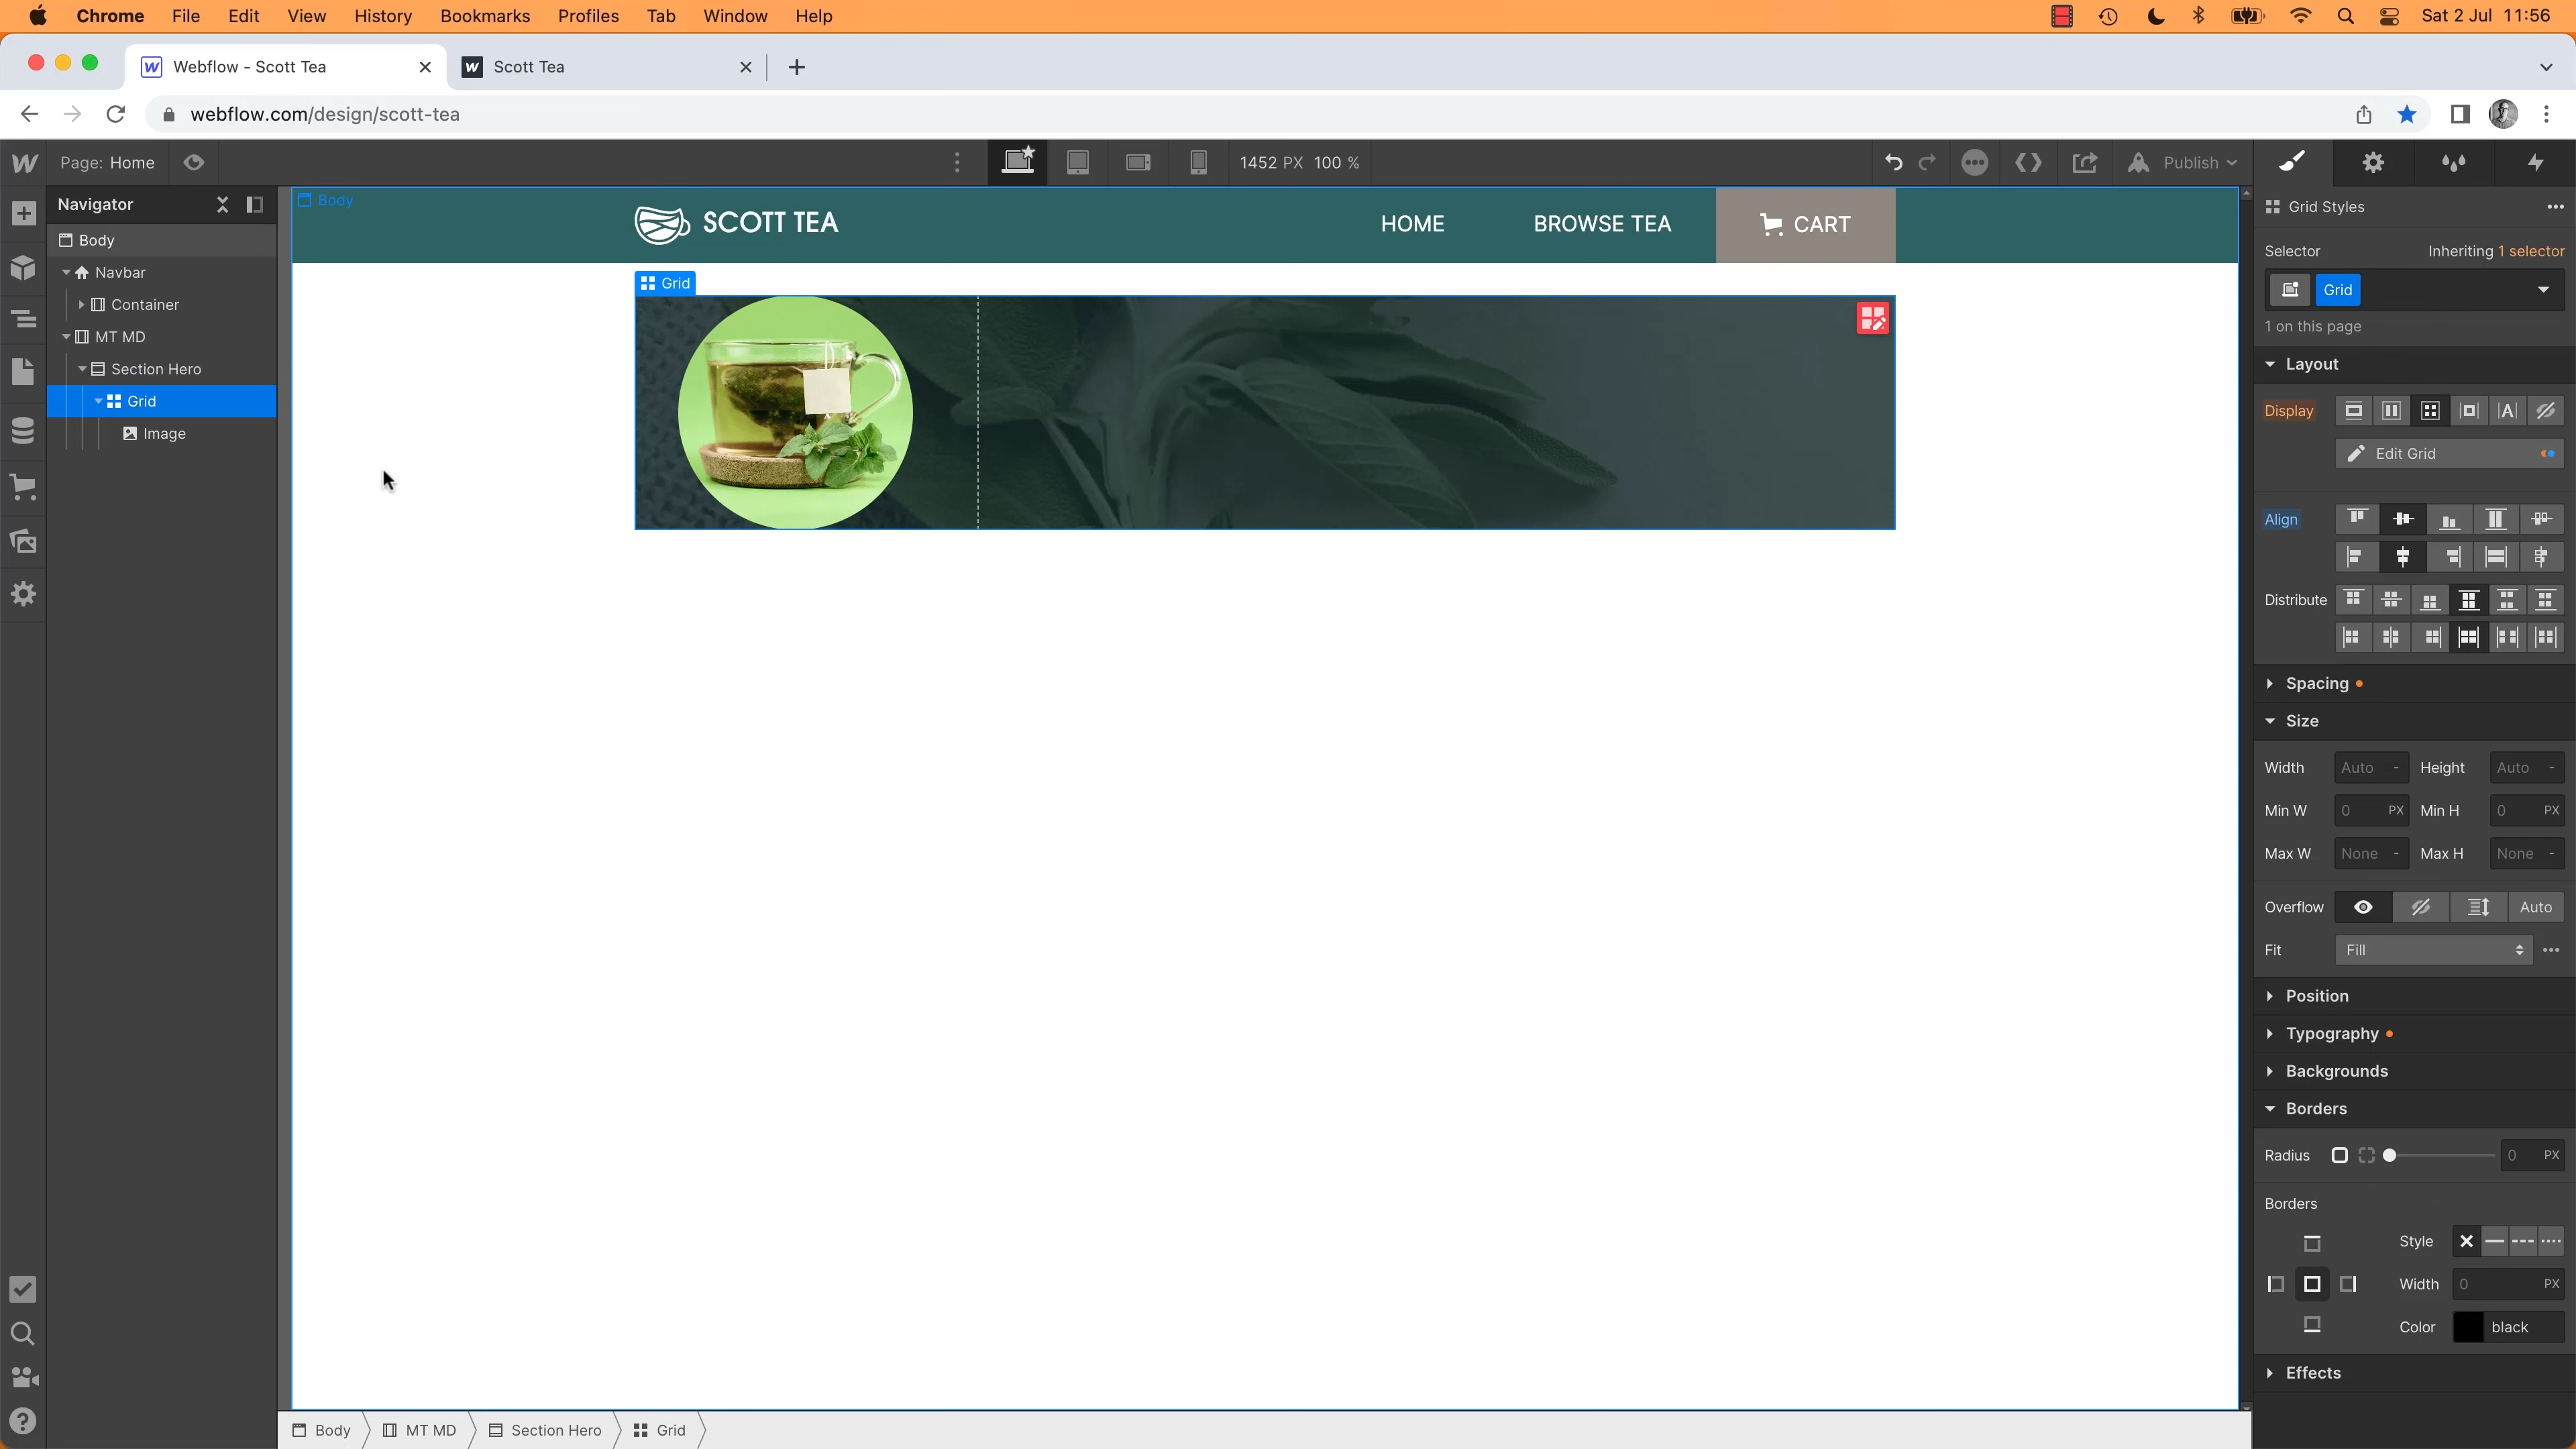 Chrome File Edit View History Bookmarks Profiles Tab Window Help Sat 2 Jul 11:56
Webflow - Scott Tea Scott Tea
webflow.com/design/scott-tea
Page: Home 1452 PX 100 % Publish
Navigator
Body
Navbar
Container
MT MD
Section Hero
Grid
Image
Body
SCOTT TEA HOME BROWSE TEA CART
Grid
Grid Styles
Selector Inheriting 1 selector
Grid
1 on this page
Layout
Display
Edit Grid
Align
Distribute
Spacing
Size
Width Auto - Height Auto -
Min W 0 PX Min H 0 PX
Max W None - Max H None -
Overflow Auto
Fit Fill
Position
Typography
Backgrounds
Borders
Radius 0 PX
Borders
Style
Width 0 PX
Color black
Effects
Body MT MD Section Hero Grid